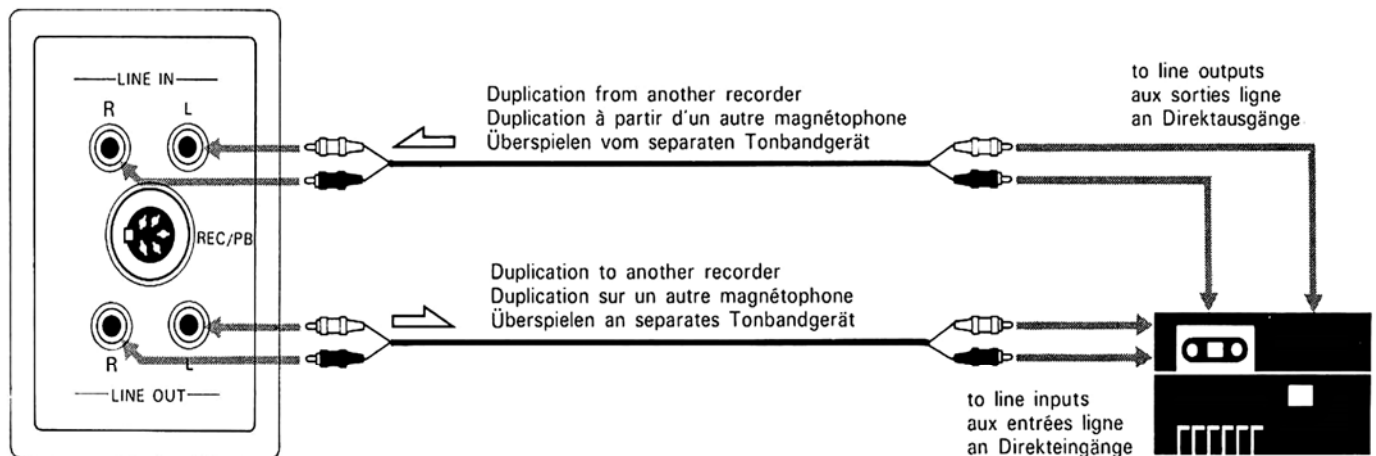 LINE IN
R L
REC/PB
R L
LINE OUT
Duplication from another recorder
Duplication à partir d'un autre magnétophone
Überspielen vom separaten Tonbandgerät
to line outputs
aux sorties ligne
an Direktausgänge
Duplication to another recorder
Duplication sur un autre magnétophone
Überspielen an separates Tonbandgerät
to line inputs
aux entrées ligne
an Direkteingänge